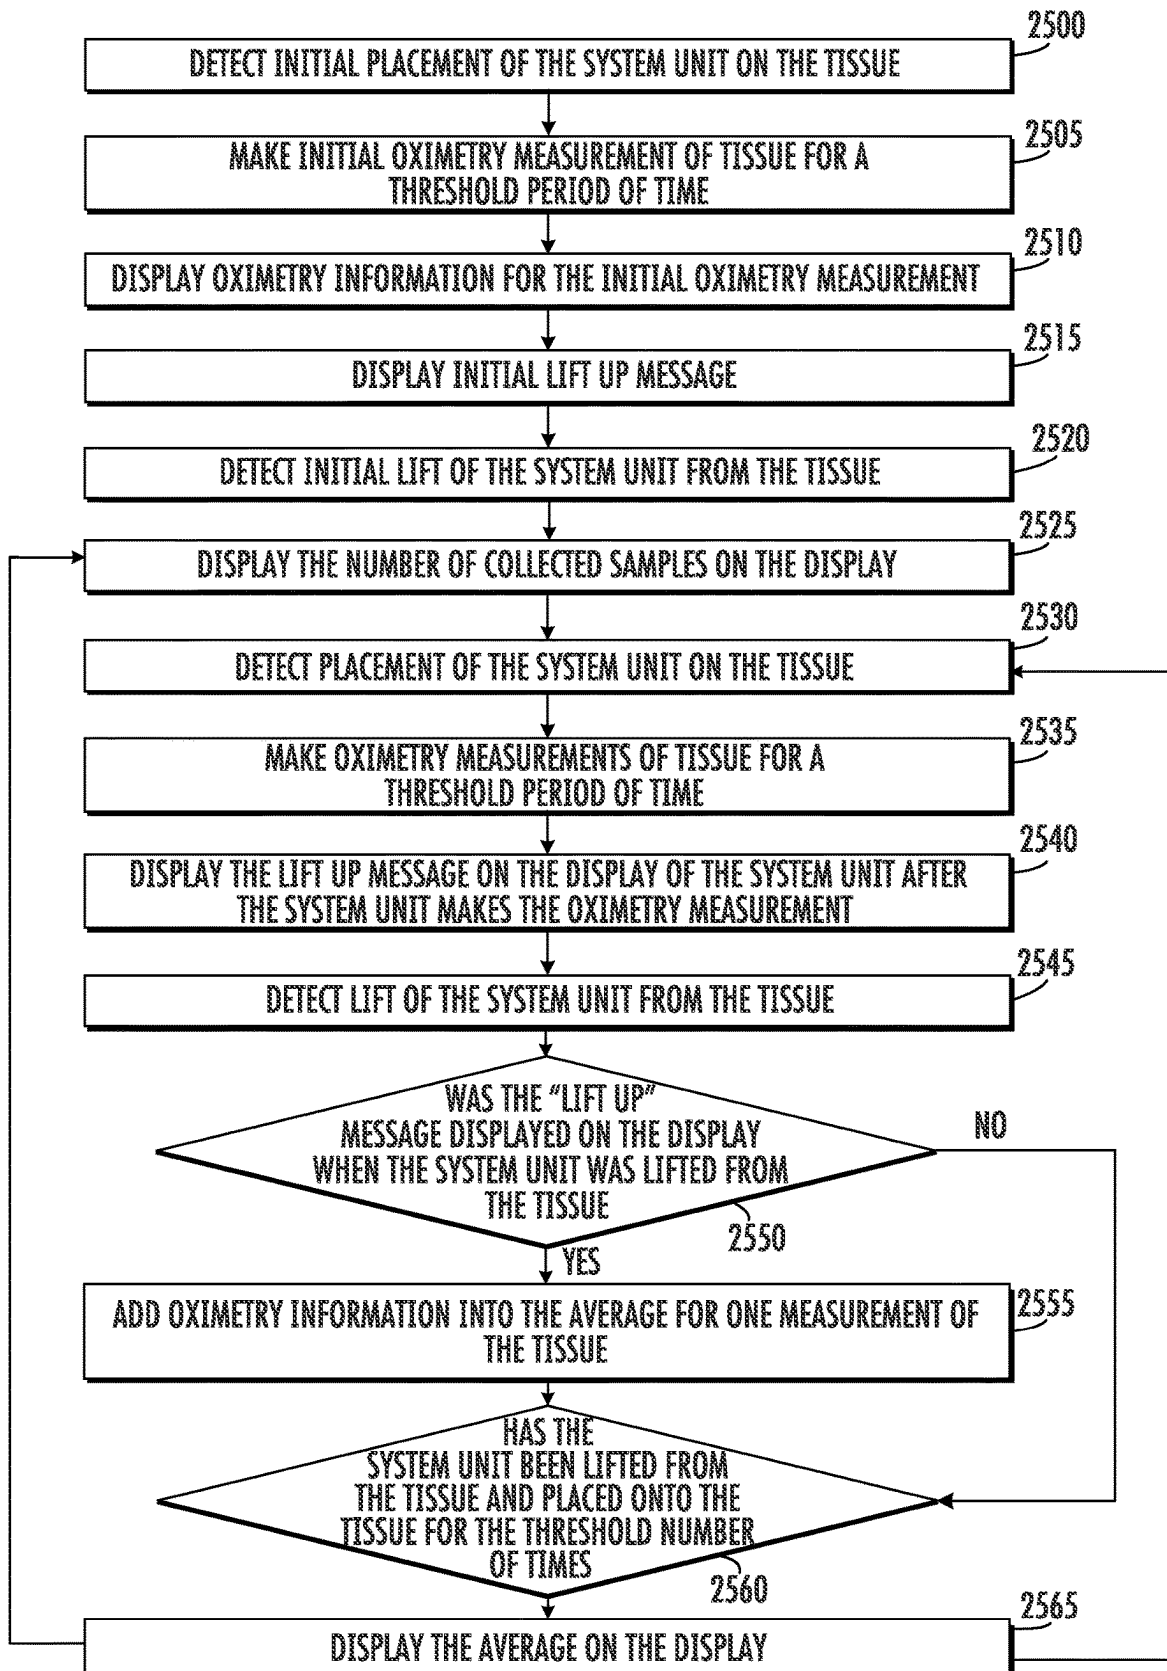 2500
DETECT INITIAL PLACEMENT OF THE SYSTEM UNIT ON THE TISSUE
2505
MAKE INITIAL OXIMETRY MEASUREMENT OF TISSUE FOR A
THRESHOLD PERIOD OF TIME
2510
DISPLAY OXIMETRY INFORMATION FOR THE INITIAL OXIMETRY MEASUREMENT
2515
DISPLAY INITIAL LIFT UP MESSAGE
2520
DETECT INITIAL LIFT OF THE SYSTEM UNIT FROM THE TISSUE
2525
DISPLAY THE NUMBER OF COLLECTED SAMPLES ON THE DISPLAY
2530
DETECT PLACEMENT OF THE SYSTEM UNIT ON THE TISSUE
2535
MAKE OXIMETRY MEASUREMENTS OF TISSUE FOR A
THRESHOLD PERIOD OF TIME
2540
DISPLAY THE LIFT UP MESSAGE ON THE DISPLAY OF THE SYSTEM UNIT AFTER
THE SYSTEM UNIT MAKES THE OXIMETRY MEASUREMENT
2545
DETECT LIFT OF THE SYSTEM UNIT FROM THE TISSUE
WAS THE “LIFT UP”
MESSAGE DISPLAYED ON THE DISPLAY
WHEN THE SYSTEM UNIT WAS LIFTED FROM
THE TISSUE
NO
2550
YES
2555
ADD OXIMETRY INFORMATION INTO THE AVERAGE FOR ONE MEASUREMENT OF
THE TISSUE
HAS THE
SYSTEM UNIT BEEN LIFTED FROM
THE TISSUE AND PLACED ONTO THE
TISSUE FOR THE THRESHOLD NUMBER
OF TIMES
2560
2565
DISPLAY THE AVERAGE ON THE DISPLAY